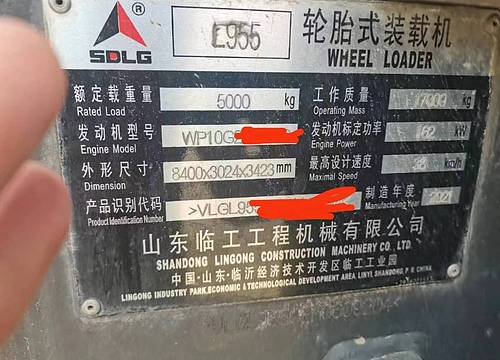 SDLG ®
L955
轮胎式装载机
WHEEL LOADER
额定载重量 5000 kg 工作质量 17000 kg
Rated Load Operating Mass
发动机型号 WP10G2 发动机标定功率 162 kW
Engine Model Engine Power
外形尺寸 8400x3024x3423 mm 最高设计速度 38 km/h
Dimension Maximal Speed
产品识别代码 >VLGL95 制造年度
Product Identification Number Manufacturing Year
山东临工工程机械有限公司
SHANDONG LINGONG CONSTRUCTION MACHINERY CO. LTD.
中国·山东·临沂经济技术开发区临工工业园
LINGONG INDUSTRY PARK, ECONOMIC & TECHNOLOGICAL DEVELOPMENT AREA, LINYI, SHANDONG, P. R. CHINA